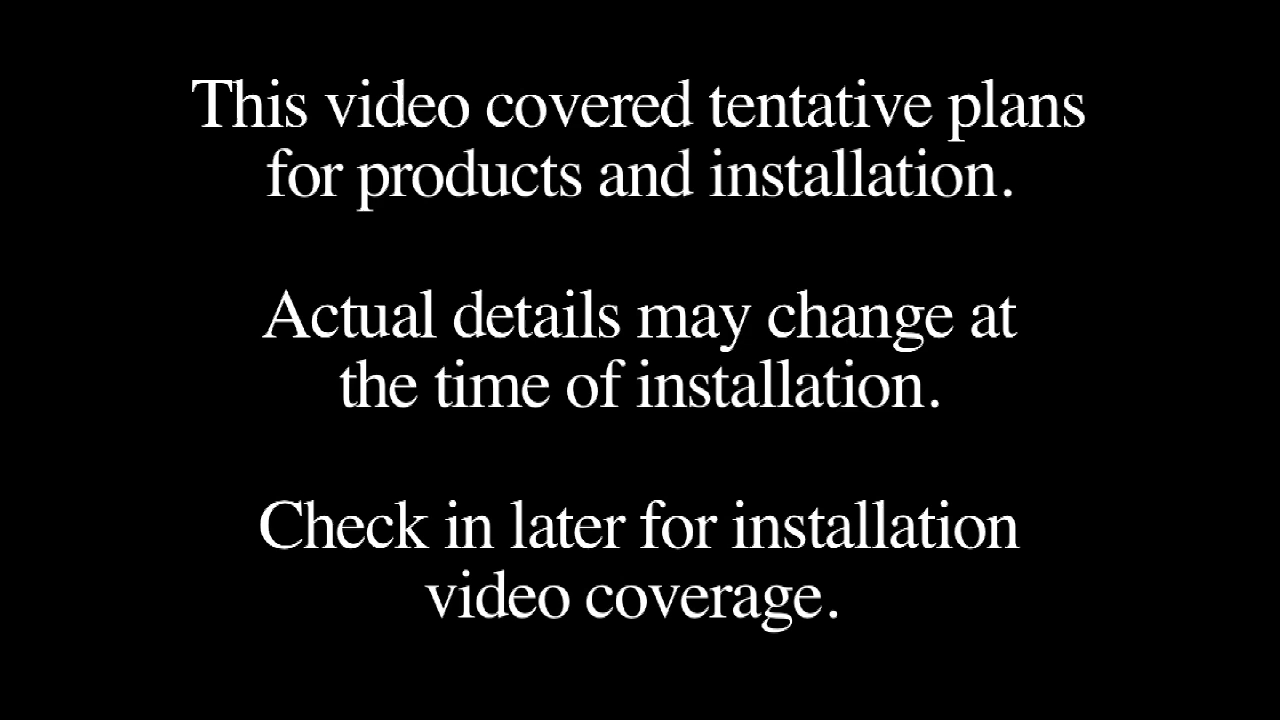 This video covered tentative plans
for products and installation.
Actual details may change at
the time of installation.
Check in later for installation
video coverage.